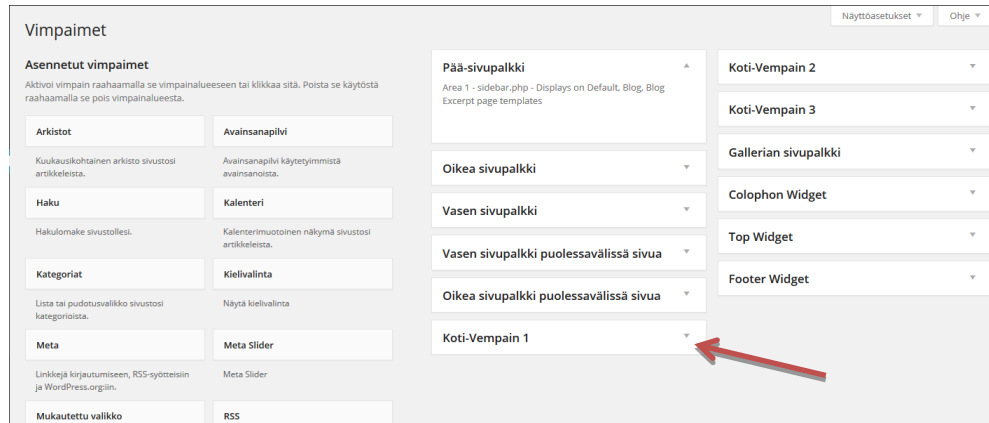 Näyttöasetukset
Ohje
Vimpaimet
Asennetut vimpaimet
Aktivoi vimpain raahaamalla se vimpainalueeseen tai klikkaa sitä. Poista se käytöstä
raahaamalla se pois vimpainalueesta.
Arkistot
Avainsanapilvi
Kuukausikohtainen arkisto sivustosi
artikkeleista.
Avainsanapilvi käytetyimmistä
avainsanoista.
Haku
Kalenteri
Hakulomake sivustollesi.
Kalenterimuotoinen näkymä sivustosi
artikkeleista.
Kategoriat
Kielivalinta
Lista tai pudotusvalikko sivustosi
kategorioista.
Näytä kielivalinta
Meta
Meta Slider
Linkkejä kirjautumiseen, RSS-syötteisiin
ja WordPress.org:iin.
Meta Slider
Mukautettu valikko
RSS
Pää-sivupalkki
Area 1 - sidebar.php - Displays on Default, Blog, Blog
Excerpt page templates
Oikea sivupalkki
Vasen sivupalkki
Vasen sivupalkki puolessavälissä sivua
Oikea sivupalkki puolessavälissä sivua
Koti-Vempain 1
Koti-Vempain 2
Koti-Vempain 3
Gallerian sivupalkki
Colophon Widget
Top Widget
Footer Widget